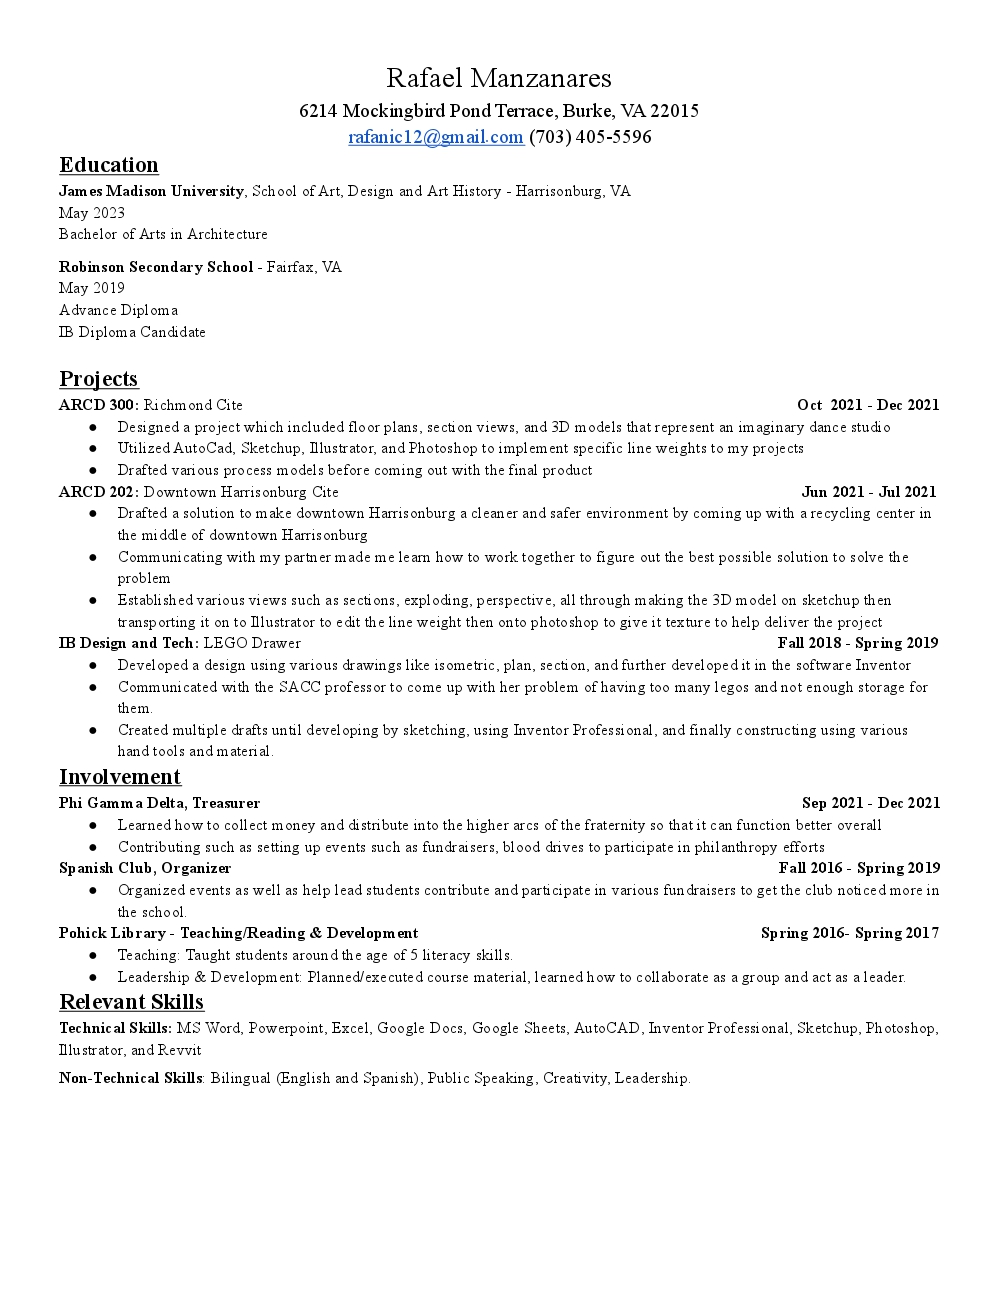 Rafael Manzanares
6214 Mockingbird Pond Terrace, Burke, VA 22015
rafanic12@gmail.com (703) 405-5596
Education
James Madison University, School of Art, Design and Art History - Harrisonburg, VA
May 2023
Bachelor of Arts in Architecture
Robinson Secondary School - Fairfax, VA
May 2019
Advance Diploma
IB Diploma Candidate
Projects
ARCD 300: Richmond Cite Oct 2021 - Dec 2021
● Designed a project which included floor plans, section views, and 3D models that represent an imaginary dance studio
● Utilized AutoCad, Sketchup, Illustrator, and Photoshop to implement specific line weights to my projects
● Drafted various process models before coming out with the final product
ARCD 202: Downtown Harrisonburg Cite Jun 2021 - Jul 2021
● Drafted a solution to make downtown Harrisonburg a cleaner and safer environment by coming up with a recycling center in
the middle of downtown Harrisonburg
● Communicating with my partner made me learn how to work together to figure out the best possible solution to solve the
problem
● Established various views such as sections, exploding, perspective, all through making the 3D model on sketchup then
transporting it on to Illustrator to edit the line weight then onto photoshop to give it texture to help deliver the project
IB Design and Tech: LEGO Drawer Fall 2018 - Spring 2019
● Developed a design using various drawings like isometric, plan, section, and further developed it in the software Inventor
● Communicated with the SACC professor to come up with her problem of having too many legos and not enough storage for
them.
● Created multiple drafts until developing by sketching, using Inventor Professional, and finally constructing using various
hand tools and material.
Involvement
Phi Gamma Delta, Treasurer Sep 2021 - Dec 2021
● Learned how to collect money and distribute into the higher arcs of the fraternity so that it can function better overall
● Contributing such as setting up events such as fundraisers, blood drives to participate in philanthropy efforts
Spanish Club, Organizer Fall 2016 - Spring 2019
● Organized events as well as help lead students contribute and participate in various fundraisers to get the club noticed more in
the school.
Pohick Library - Teaching/Reading & Development Spring 2016- Spring 2017
● Teaching: Taught students around the age of 5 literacy skills.
● Leadership & Development: Planned/executed course material, learned how to collaborate as a group and act as a leader.
Relevant Skills
Technical Skills: MS Word, Powerpoint, Excel, Google Docs, Google Sheets, AutoCAD, Inventor Professional, Sketchup, Photoshop,
Illustrator, and Revvit
Non-Technical Skills: Bilingual (English and Spanish), Public Speaking, Creativity, Leadership.